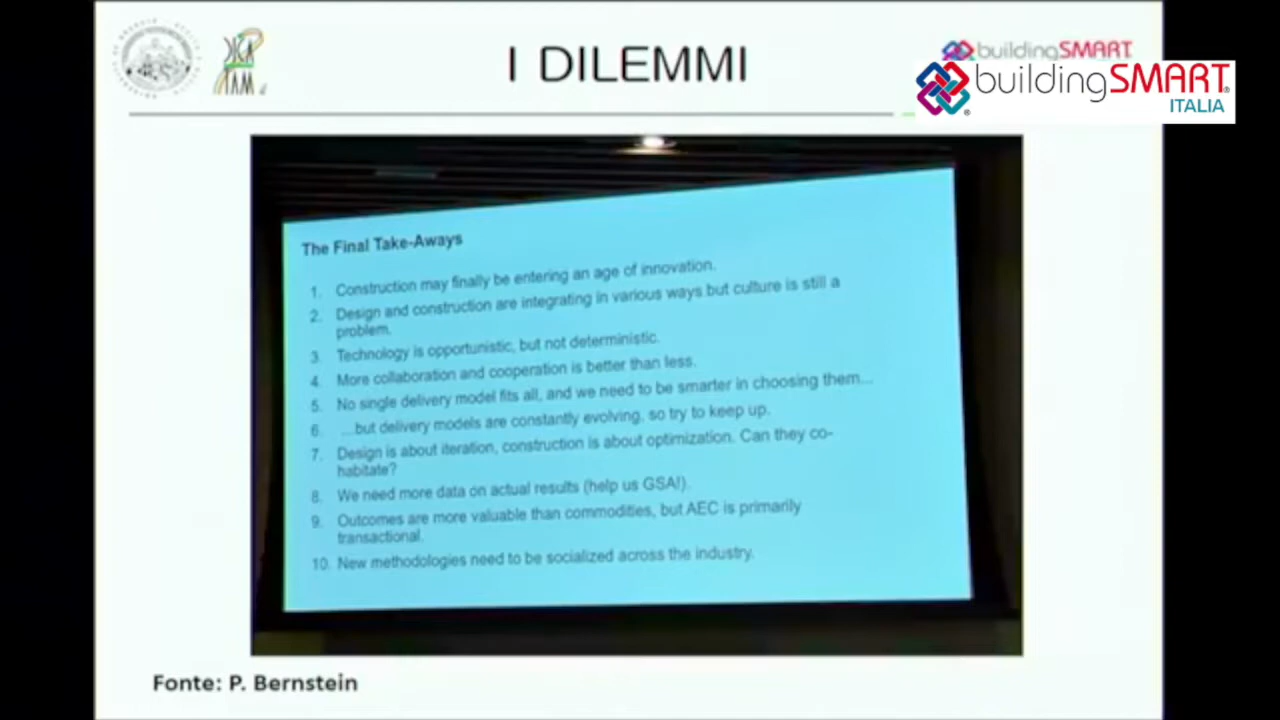 I DILEMMI
buildingSMART
buildingSMART
ITALIA
The Final Take-Aways
1. Construction may finally be entering an age of innovation.
2. Design and construction are integrating in various ways but culture is still a
problem.
3. Technology is opportunistic, but not deterministic.
4. More collaboration and cooperation is better than less.
5. No single delivery model fits all, and we need to be smarter in choosing them...
6. ...but delivery models are constantly evolving, so try to keep up.
7. Design is about iteration, construction is about optimization. Can they co-
habitate?
8. We need more data on actual results (help us GSA!).
9. Outcomes are more valuable than commodities, but AEC is primarily
transactional.
10. New methodologies need to be socialized across the industry.
Fonte: P. Bernstein